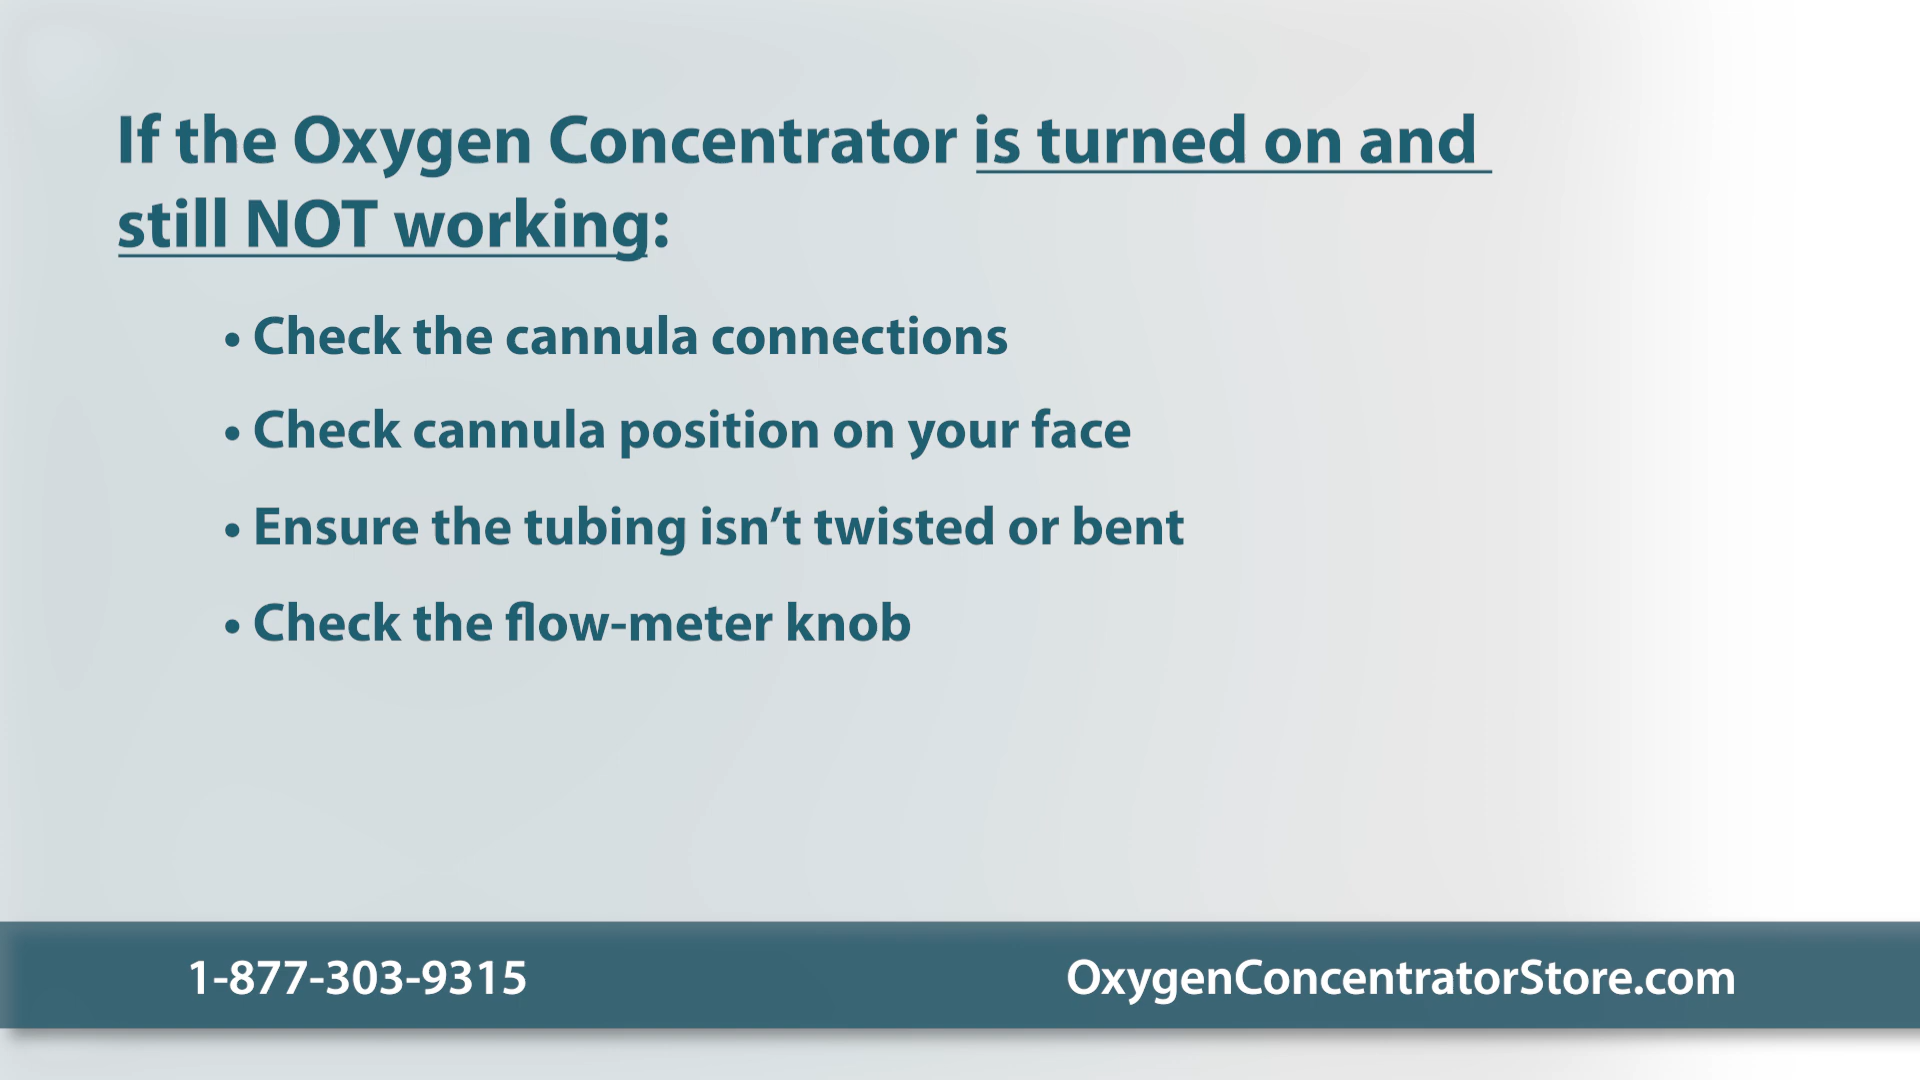 If the Oxygen Concentrator is turned on and
still NOT working:
• Check the cannula connections
• Check cannula position on your face
• Ensure the tubing isn’t twisted or bent
• Check the flow-meter knob
1-877-303-9315
OxygenConcentratorStore.com